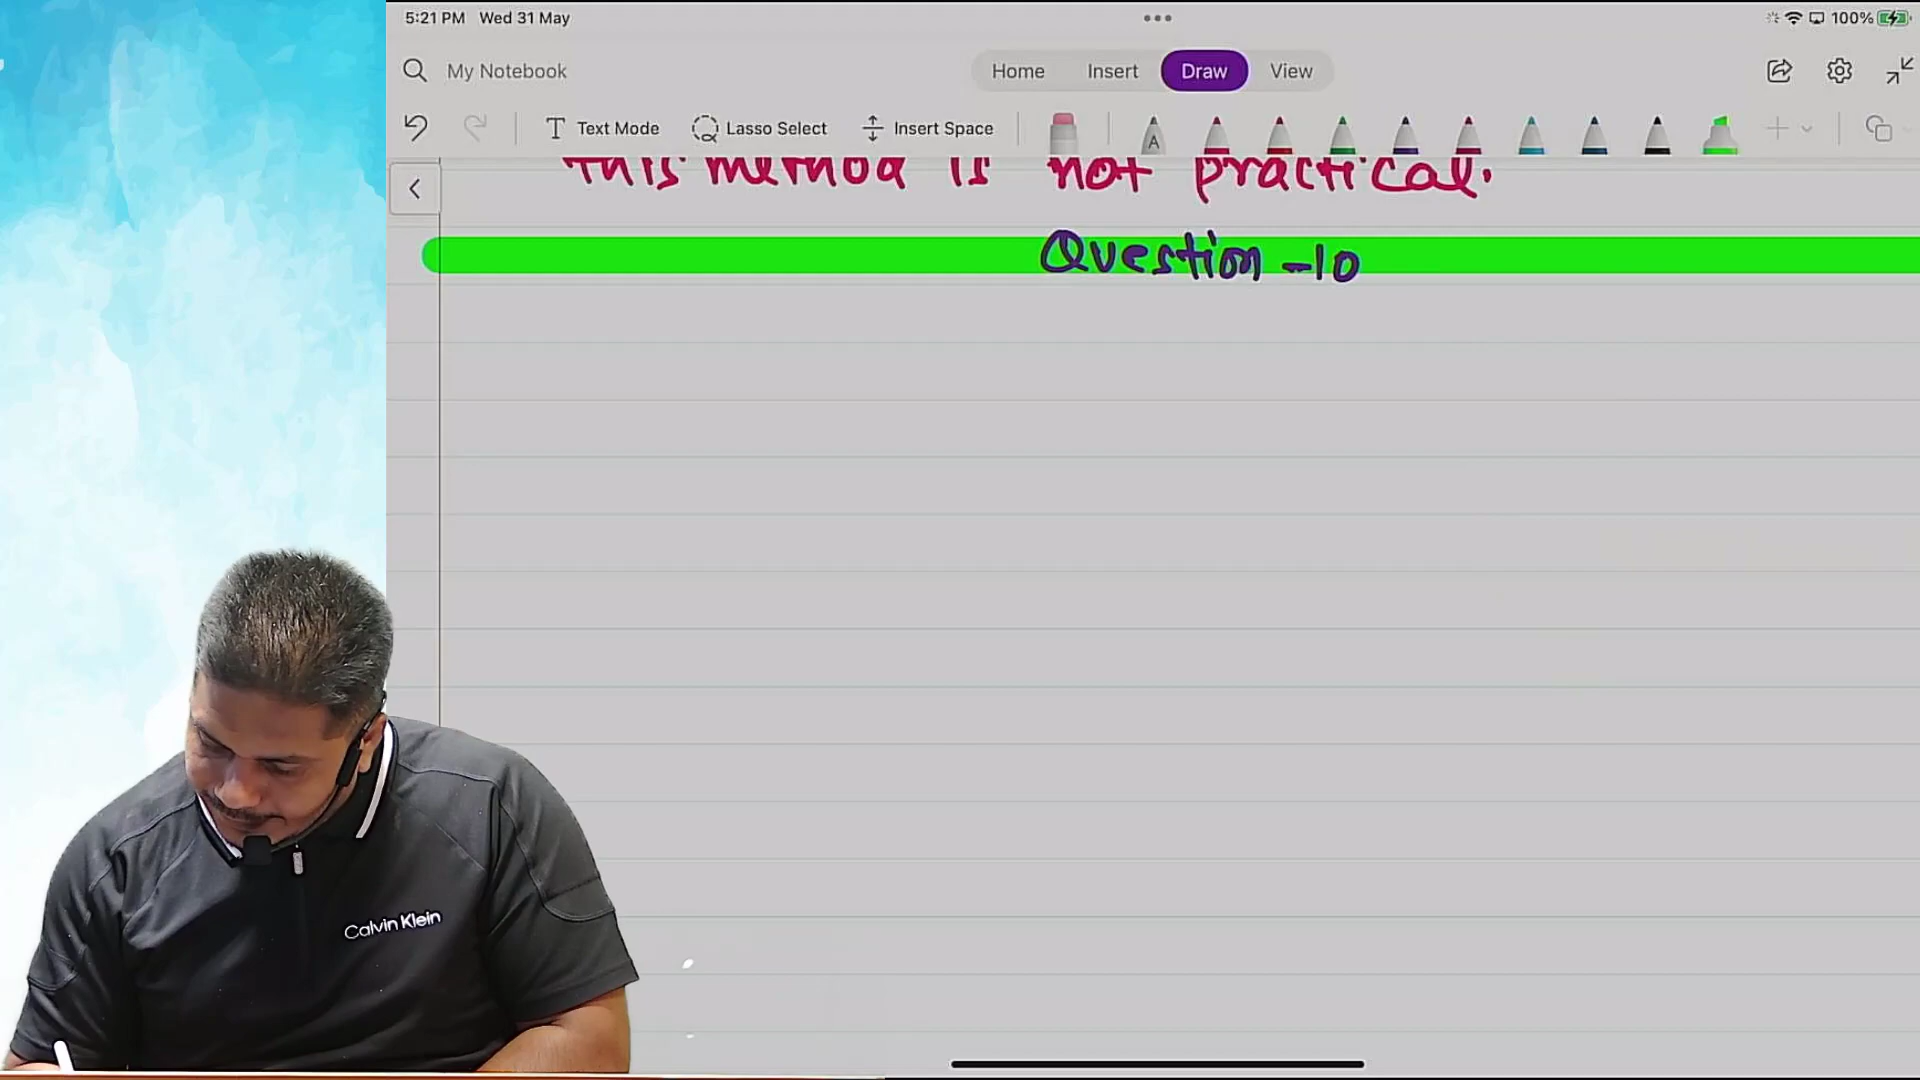 5:21 PM Wed 31 May
100%
My Notebook
Home Insert Draw View
Text Mode Lasso Select Insert Space
A
This method is not practical.
Question -10
Calvin Klein